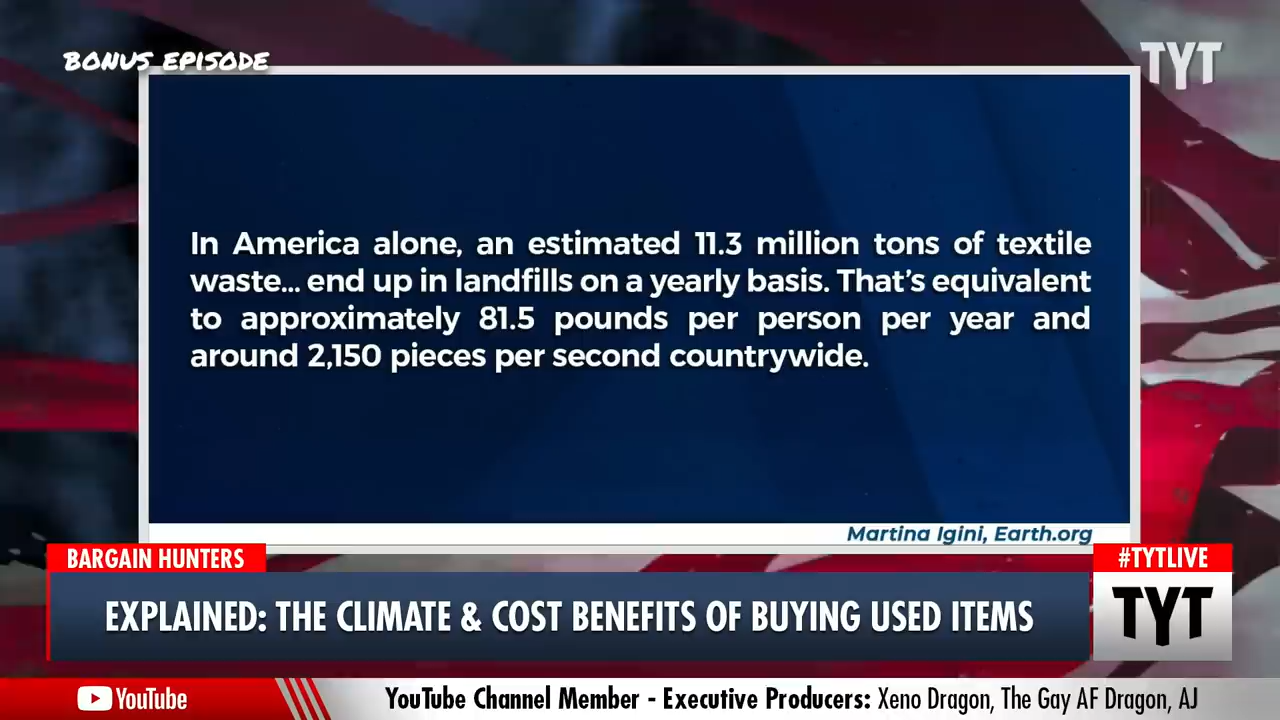 BONUS EPISODE
TYT
In America alone, an estimated 11.3 million tons of textile
waste... end up in landfills on a yearly basis. That's equivalent
to approximately 81.5 pounds per person per year and
around 2,150 pieces per second countrywide.
Martina Igini, Earth.org
BARGAIN HUNTERS
#TYTLIVE
EXPLAINED: THE CLIMATE & COST BENEFITS OF BUYING USED ITEMS
TYT
YouTube
YouTube Channel Member - Executive Producers: Xeno Dragon, The Gay AF Dragon, AJ